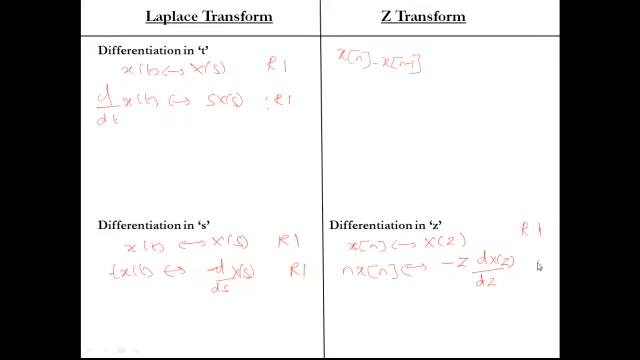 Laplace Transform
Z Transform
Differentiation in 't'
x(t) ↔ X(s) R1
d/dt x(t) ↔ sX(s) : R1
x[n] - x[n-1]
Differentiation in 's'
x(t) ↔ X(s) R1
tx(t) ↔ -d/ds X(s) R1
Differentiation in 'z'
x[n] ↔ X(z) R1
nx[n] ↔ -z dX(z)/dz